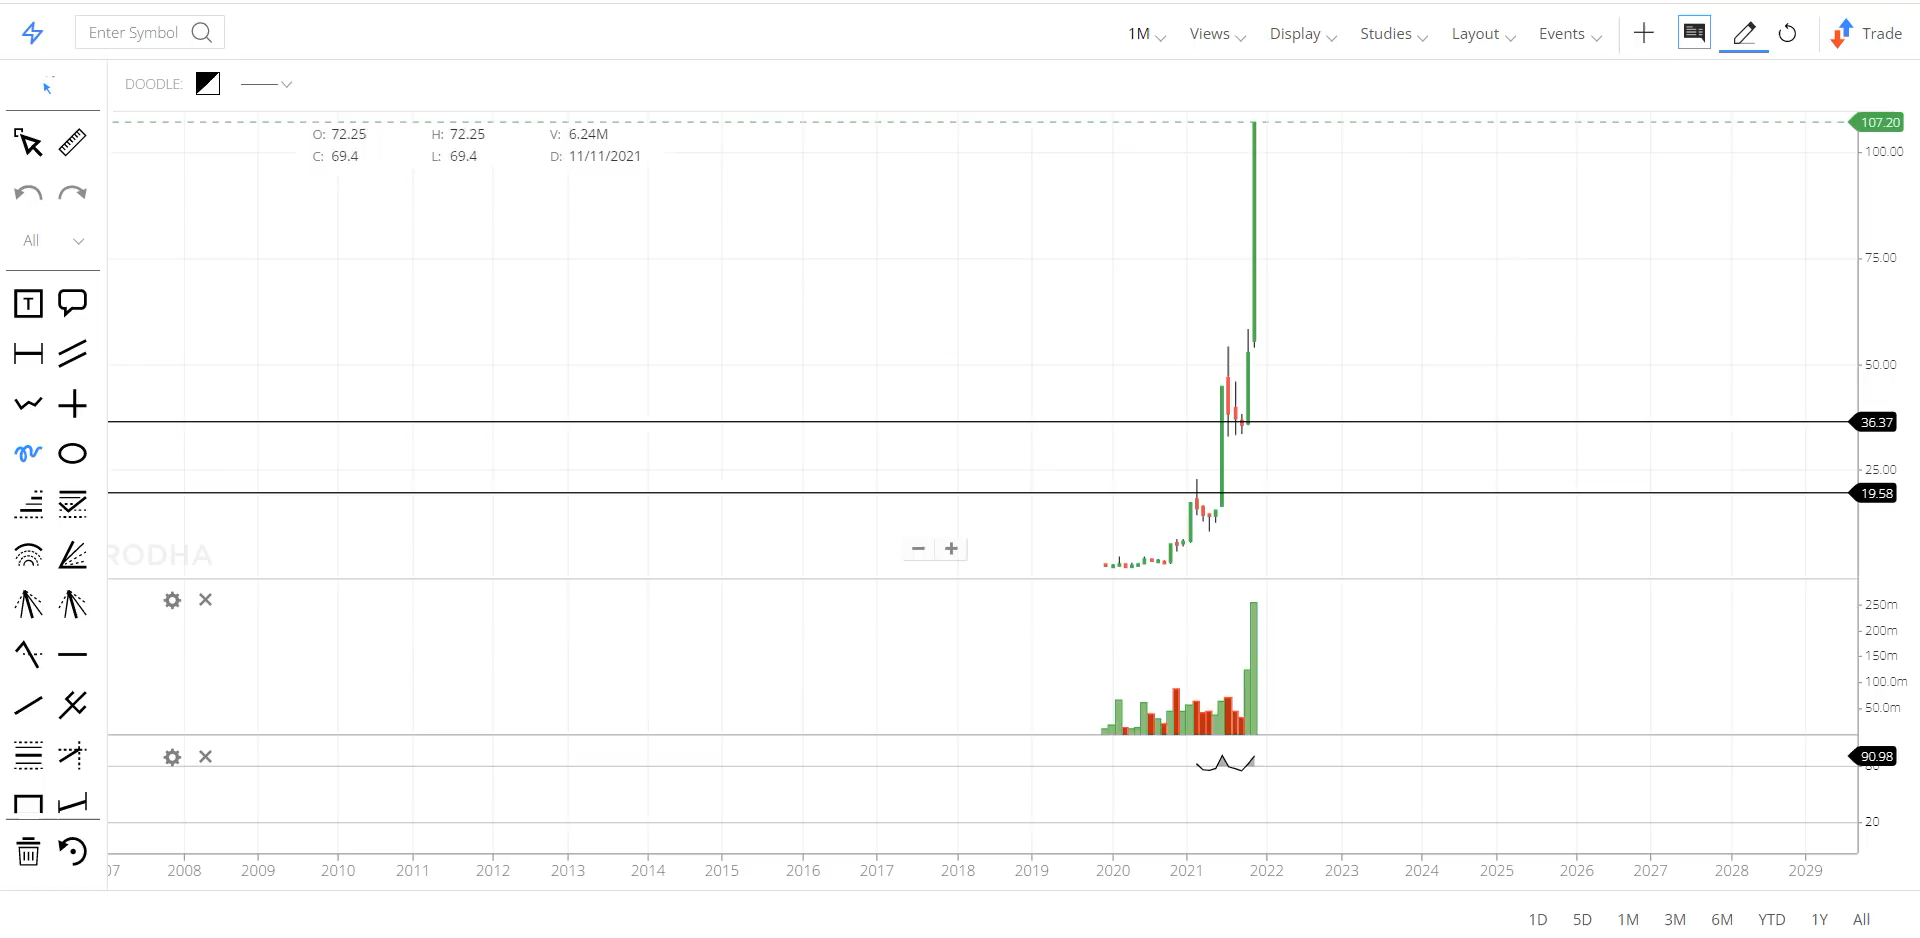 Enter Symbol 1M Views Display Studies Layout Events Trade
DOODLE:
O: 72.25 H: 72.25 V: 6.24M
C: 69.4 L: 69.4 D: 11/11/2021
All
T
107.20
100.00
75.00
50.00
36.37
25.00
19.58
RODHA
250m
200m
150m
100.0m
50.0m
90.98
20
07 2008 2009 2010 2011 2012 2013 2014 2015 2016 2017 2018 2019 2020 2021 2022 2023 2024 2025 2026 2027 2028 2029
1D 5D 1M 3M 6M YTD 1Y All